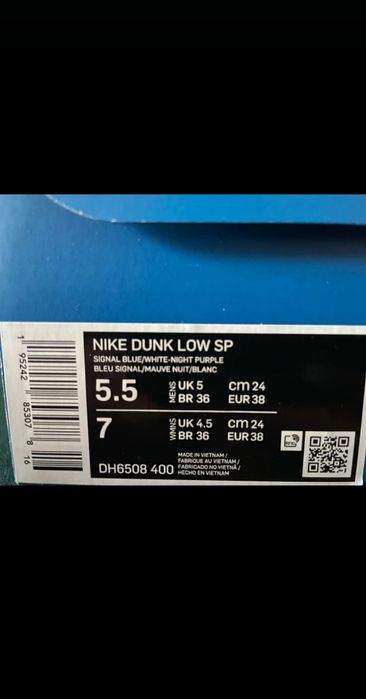 NIKE DUNK LOW SP
SIGNAL BLUE/WHITE-NIGHT PURPLE
BLEU SIGNAL/MAUVE NUIT/BLANC
5.5 MENS UK 5 cm 24
BR 36 EUR 38
7 WMNS UK 4.5 cm 24
BR 36 EUR 38
MADE IN VIETNAM /
FABRIQUE AU VIETNAM /
FABRICADO NO VIETNÃ /
DH6508 400 HECHO EN VIETNAM
1 95242 85307 8
16